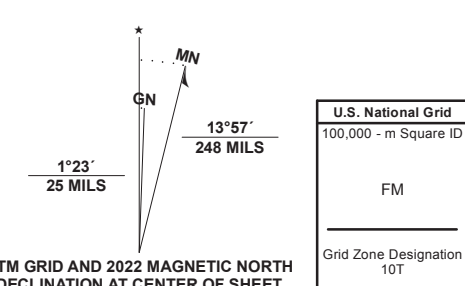 ★
MN
GN
13°57´
248 MILS
1°23´
25 MILS
TM GRID AND 2022 MAGNETIC NORTH
DECLINATION AT CENTER OF SHEET
U.S. National Grid
100,000 - m Square ID
FM
Grid Zone Designation
10T